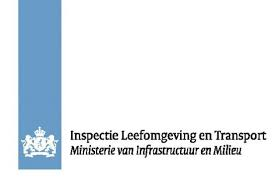 Inspectie Leefomgeving en Transport
Ministerie van Infrastructuur en Milieu